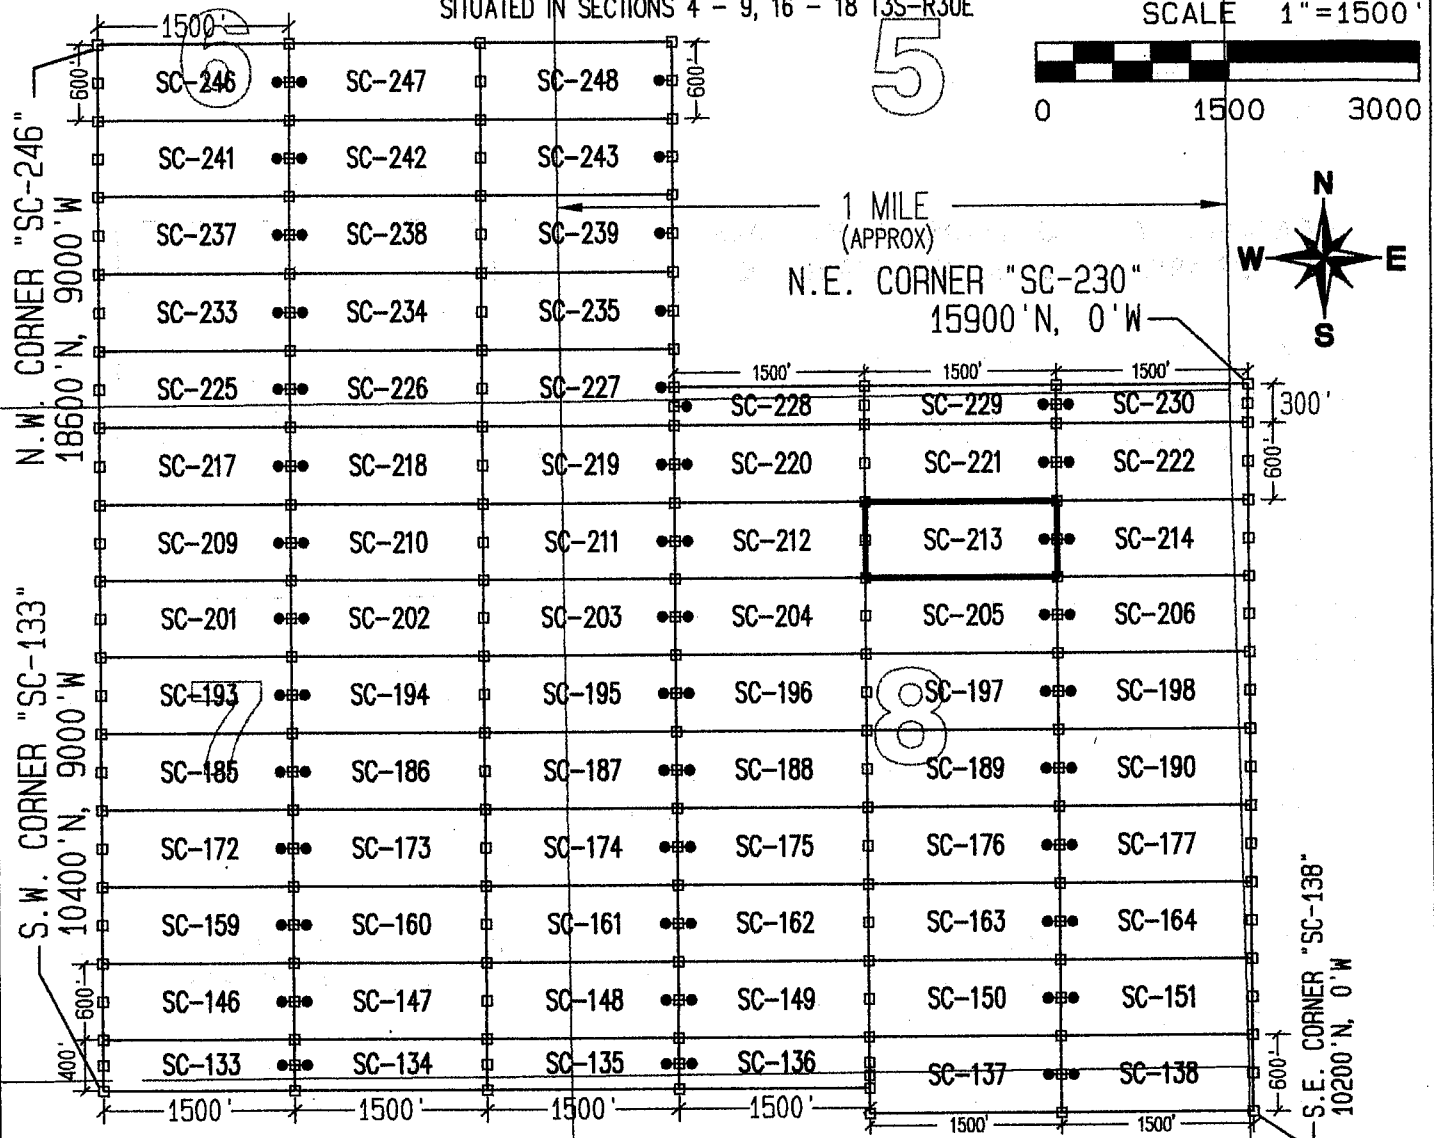 SITUATED IN SECTIONS 4 - 9, 16 - 18 T3S-R30E
SCALE 1"=1500'
0 1500 3000
1500'
6
5
600'
600'
SC-246 SC-247 SC-248
SC-241 SC-242 SC-243
1 MILE
(APPROX)
N
W E
S
SC-237 SC-238 SC-239
N.E. CORNER "SC-230"
15900'N, 0'W
N.W. CORNER "SC-246"
18600'N, 9000'W
SC-233 SC-234 SC-235
1500' 1500' 1500'
SC-225 SC-226 SC-227
SC-228 SC-229 SC-230
300'
SC-217 SC-218 SC-219 SC-220 SC-221 SC-222
600'
SC-209 SC-210 SC-211 SC-212 SC-213 SC-214
SC-201 SC-202 SC-203 SC-204 SC-205 SC-206
SC-193 SC-194 SC-195 SC-196 SC-197 SC-198
7
8
SC-185 SC-186 SC-187 SC-188 SC-189 SC-190
S.W. CORNER "SC-133"
10400'N, 9000'W
SC-172 SC-173 SC-174 SC-175 SC-176 SC-177
SC-159 SC-160 SC-161 SC-162 SC-163 SC-164
600'
SC-146 SC-147 SC-148 SC-149 SC-150 SC-151
400'
SC-133 SC-134 SC-135 SC-136 SC-137 SC-138
600'
S.E. CORNER "SC-138"
10200'N, 0'W
1500' 1500' 1500' 1500'
1500' 1500'